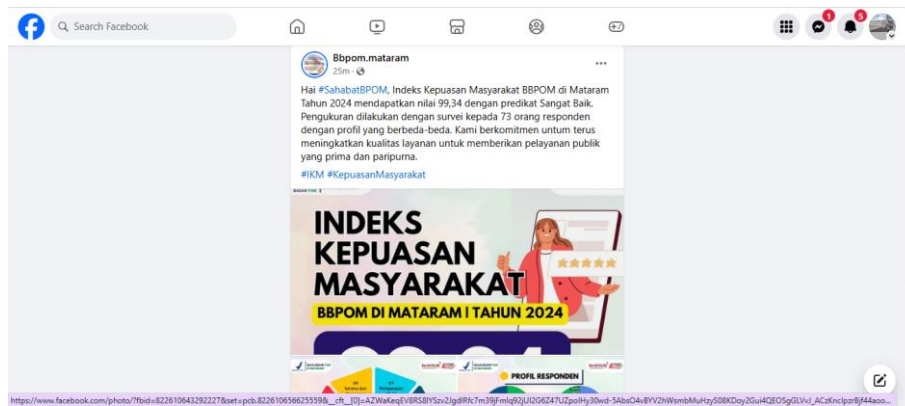 Search Facebook
1
5
Bbpom.mataram
25m
Hai #SahabatBPOM, Indeks Kepuasan Masyarakat BBPOM di Mataram
Tahun 2024 mendapatkan nilai 99,34 dengan predikat Sangat Baik.
Pengukuran dilakukan dengan survei kepada 73 orang responden
dengan profil yang berbeda-beda. Kami berkomitmen untum terus
meningkatkan kualitas layanan untuk memberikan pelayanan publik
yang prima dan paripurna.
#IKM #KepuasanMasyarakat
INDEKS
KEPUASAN
MASYARAKAT
BBPOM DI MATARAM I TAHUN 2024
PROFIL RESPONDEN